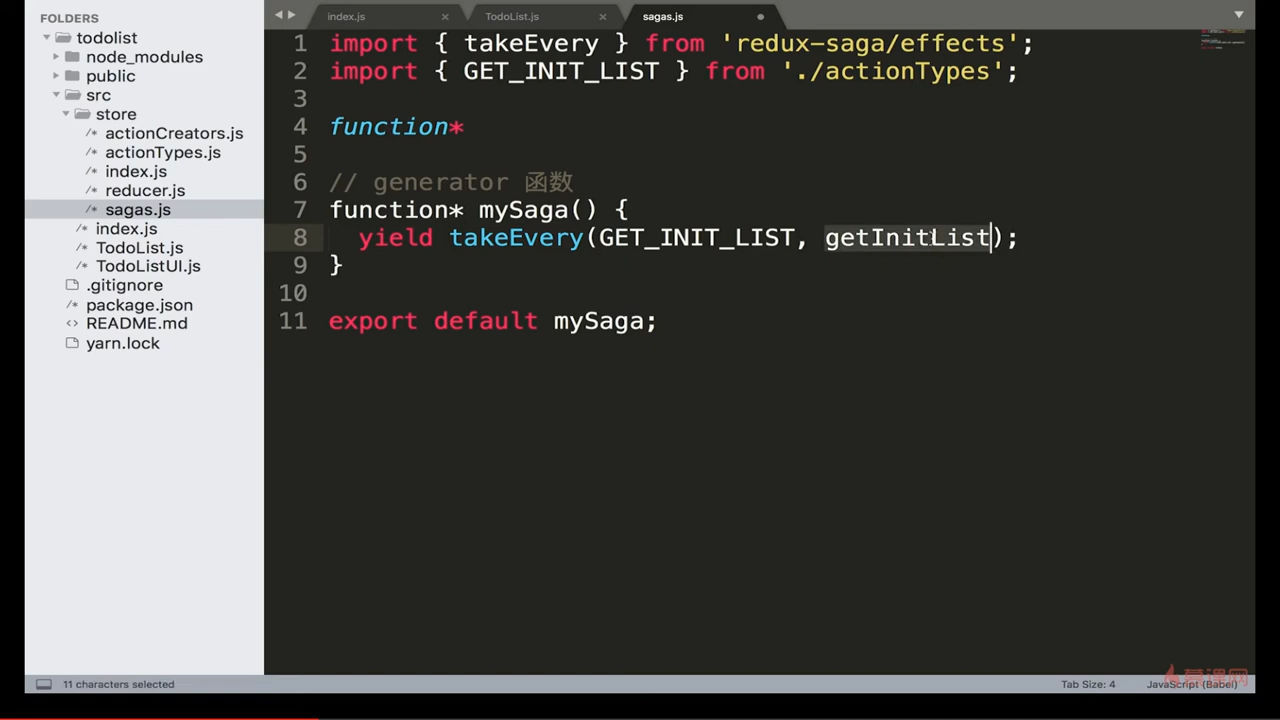 FOLDERS
todolist
node_modules
public
src
store
actionCreators.js
actionTypes.js
index.js
reducer.js
sagas.js
index.js
TodoList.js
TodoListUI.js
.gitignore
package.json
README.md
yarn.lock
index.js
TodoList.js
sagas.js
1 import { takeEvery } from 'redux-saga/effects';
2 import { GET_INIT_LIST } from './actionTypes';
3
4 function*
5
6 // generator 函数
7 function* mySaga() {
8 yield takeEvery(GET_INIT_LIST, getInitList);
9 }
10
11 export default mySaga;
慕课网
11 characters selected
Tab Size: 4
JavaScript (Babel)